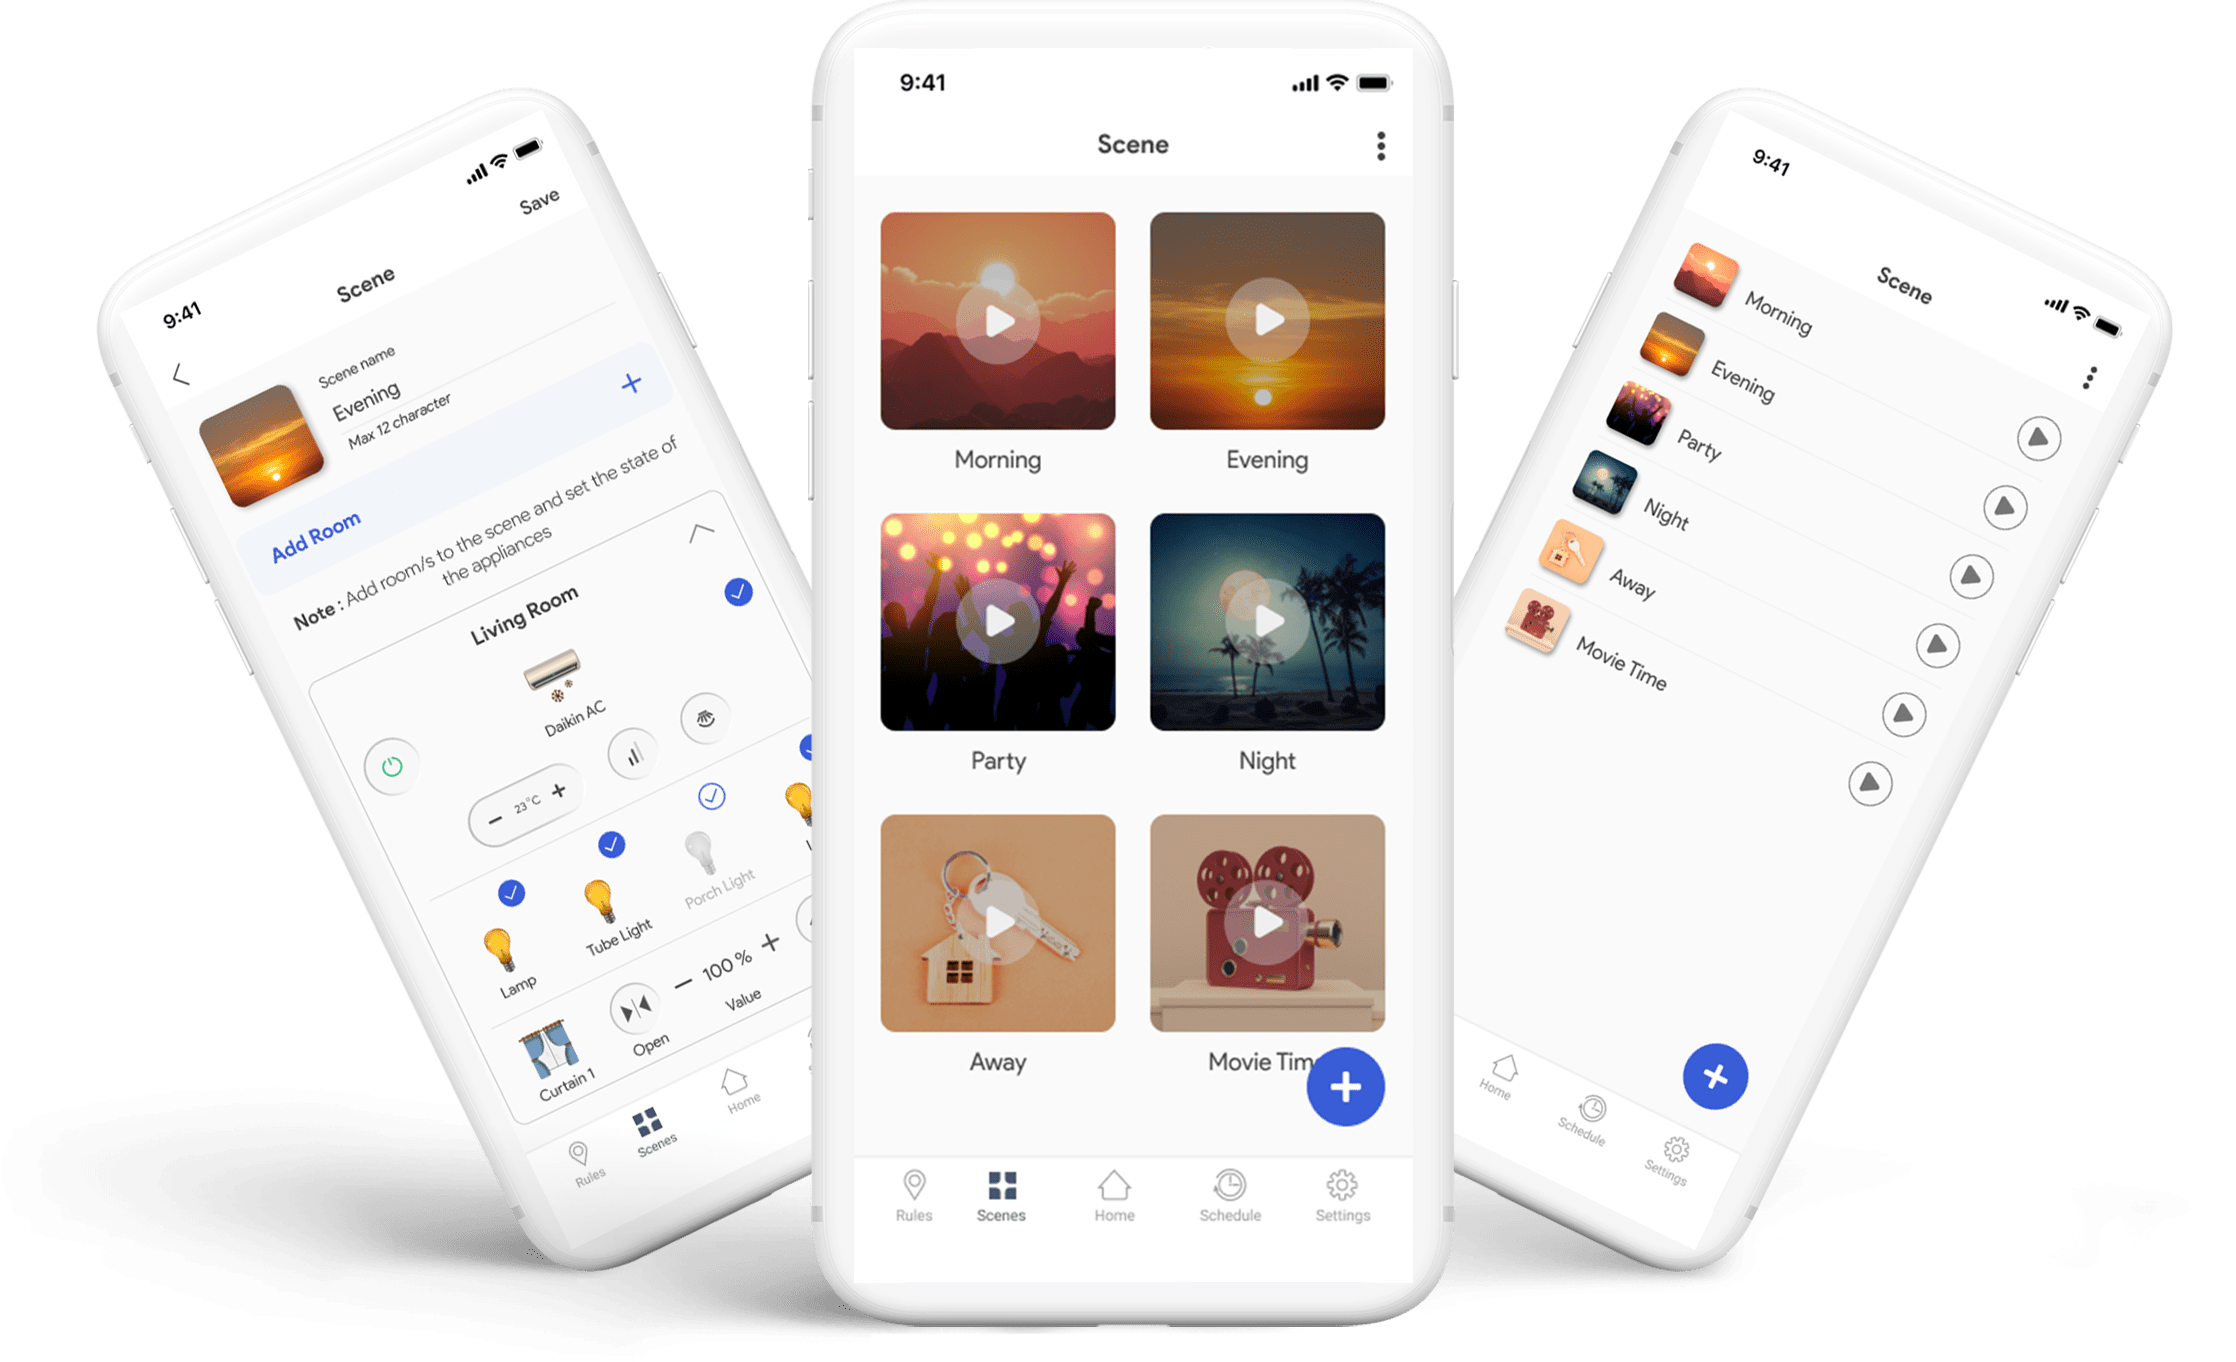 9:41
Save
Scene
Scene name
Evening
Max 12 character
Add Room
Note : Add room/s to the scene and set the state of
the appliances
Living Room
Daikin AC
23°C
Lamp
Tube Light
Porch Light
Curtain 1
Open
100 %
Value
Rules
Scenes
Home
9:41
Scene
Morning
Evening
Party
Night
Away
Movie Tim
Rules
Scenes
Home
Schedule
Settings
9:41
Scene
Morning
Evening
Party
Night
Away
Movie Time
Home
Schedule
Settings